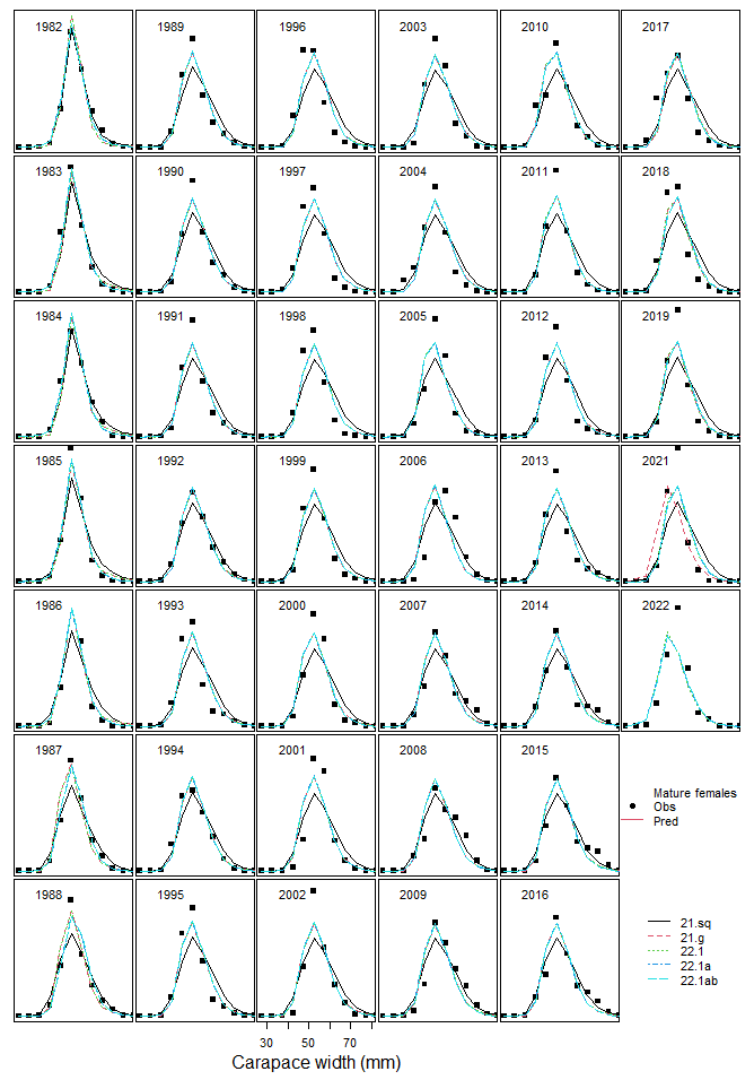 1982 1989 1996 2003 2010 2017
1983 1990 1997 2004 2011 2018
1984 1991 1998 2005 2012 2019
1985 1992 1999 2006 2013 2021
1986 1993 2000 2007 2014 2022
1987 1994 2001 2008 2015
Mature females
Obs
Pred
1988 1995 2002 2009 2016
21.sq
21.g
22.1
22.1a
22.1ab
30 50 70
Carapace width (mm)